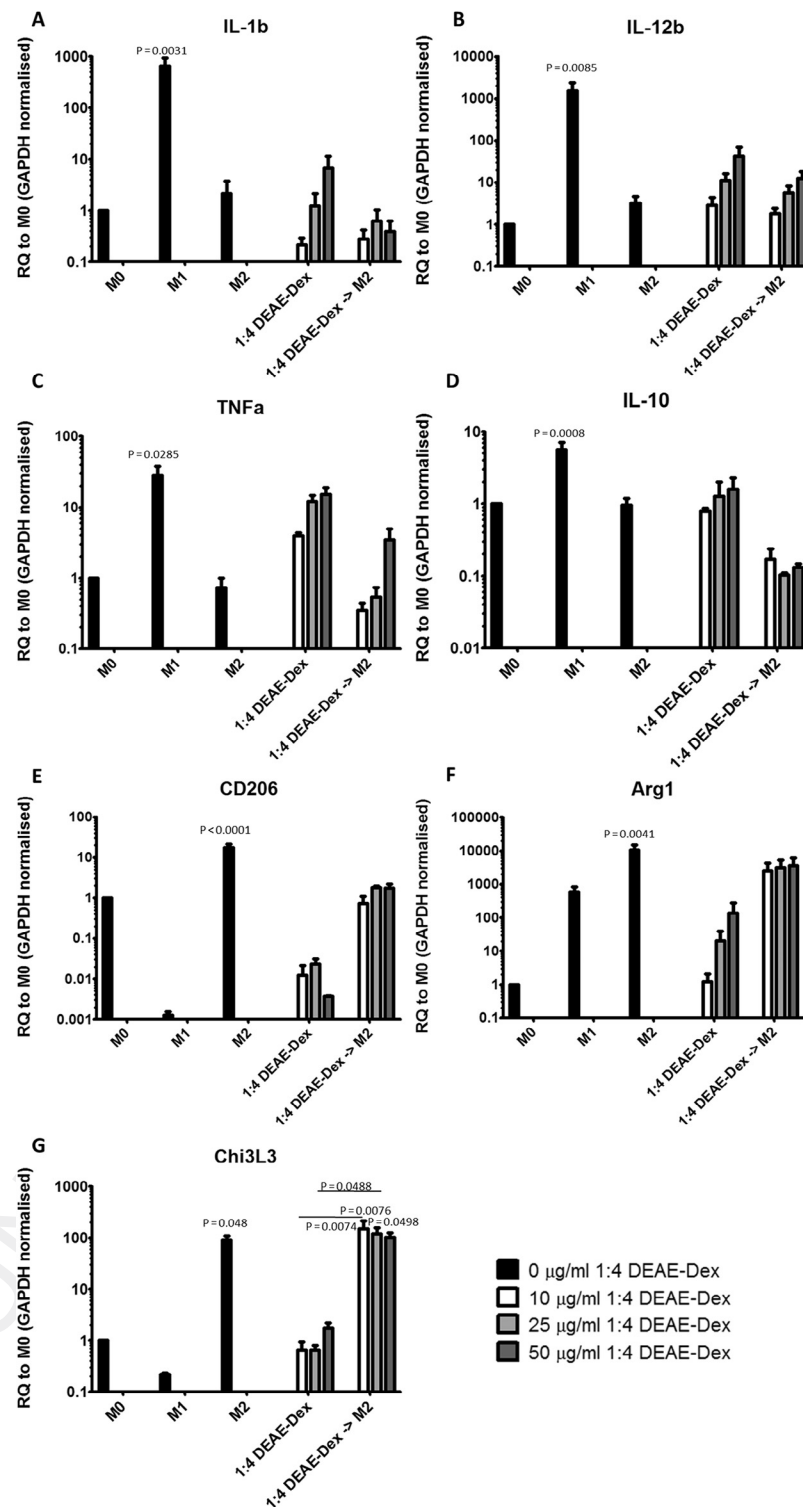 A
IL-1b
RQ to M0 (GAPDH normalised)
1000
100
10
1
0.1
P = 0.0031
M0
M1
M2
1:4 DEAE-Dex
1:4 DEAE-Dex -> M2
B
IL-12b
RQ to M0 (GAPDH normalised)
10000
1000
100
10
1
0.1
P = 0.0085
M0
M1
M2
1:4 DEAE-Dex
1:4 DEAE-Dex -> M2
C
TNFa
RQ to M0 (GAPDH normalised)
100
10
1
0.1
P = 0.0285
M0
M1
M2
1:4 DEAE-Dex
1:4 DEAE-Dex -> M2
D
IL-10
RQ to M0 (GAPDH normalised)
10
1
0.1
0.01
P = 0.0008
M0
M1
M2
1:4 DEAE-Dex
1:4 DEAE-Dex -> M2
E
CD206
RQ to M0 (GAPDH normalised)
100
10
1
0.1
0.01
0.001
P < 0.0001
M0
M1
M2
1:4 DEAE-Dex
1:4 DEAE-Dex -> M2
F
Arg1
RQ to M0 (GAPDH normalised)
100000
10000
1000
100
10
1
0.1
P = 0.0041
M0
M1
M2
1:4 DEAE-Dex
1:4 DEAE-Dex -> M2
G
Chi3L3
RQ to M0 (GAPDH normalised)
1000
100
10
1
0.1
P = 0.048
P = 0.0488
P = 0.0076
P = 0.0074
P = 0.0498
M0
M1
M2
1:4 DEAE-Dex
1:4 DEAE-Dex -> M2
0 µg/ml 1:4 DEAE-Dex
10 µg/ml 1:4 DEAE-Dex
25 µg/ml 1:4 DEAE-Dex
50 µg/ml 1:4 DEAE-Dex